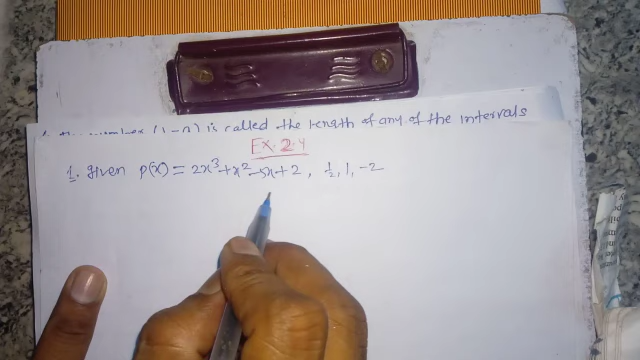 number (1-a) is called the length of any of the intervals
Ex. 2.4
1. given p(x) = 2x³+x²-5x+2, ½, 1, -2